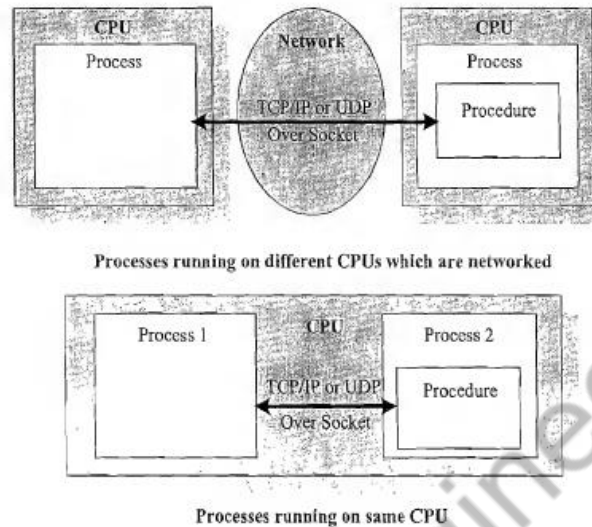 CPU
Process
Network
TCP/IP or UDP
Over Socket
CPU
Process
Procedure
Processes running on different CPUs which are networked
Process 1
CPU
TCP/IP or UDP
Over Socket
Process 2
Procedure
Processes running on same CPU